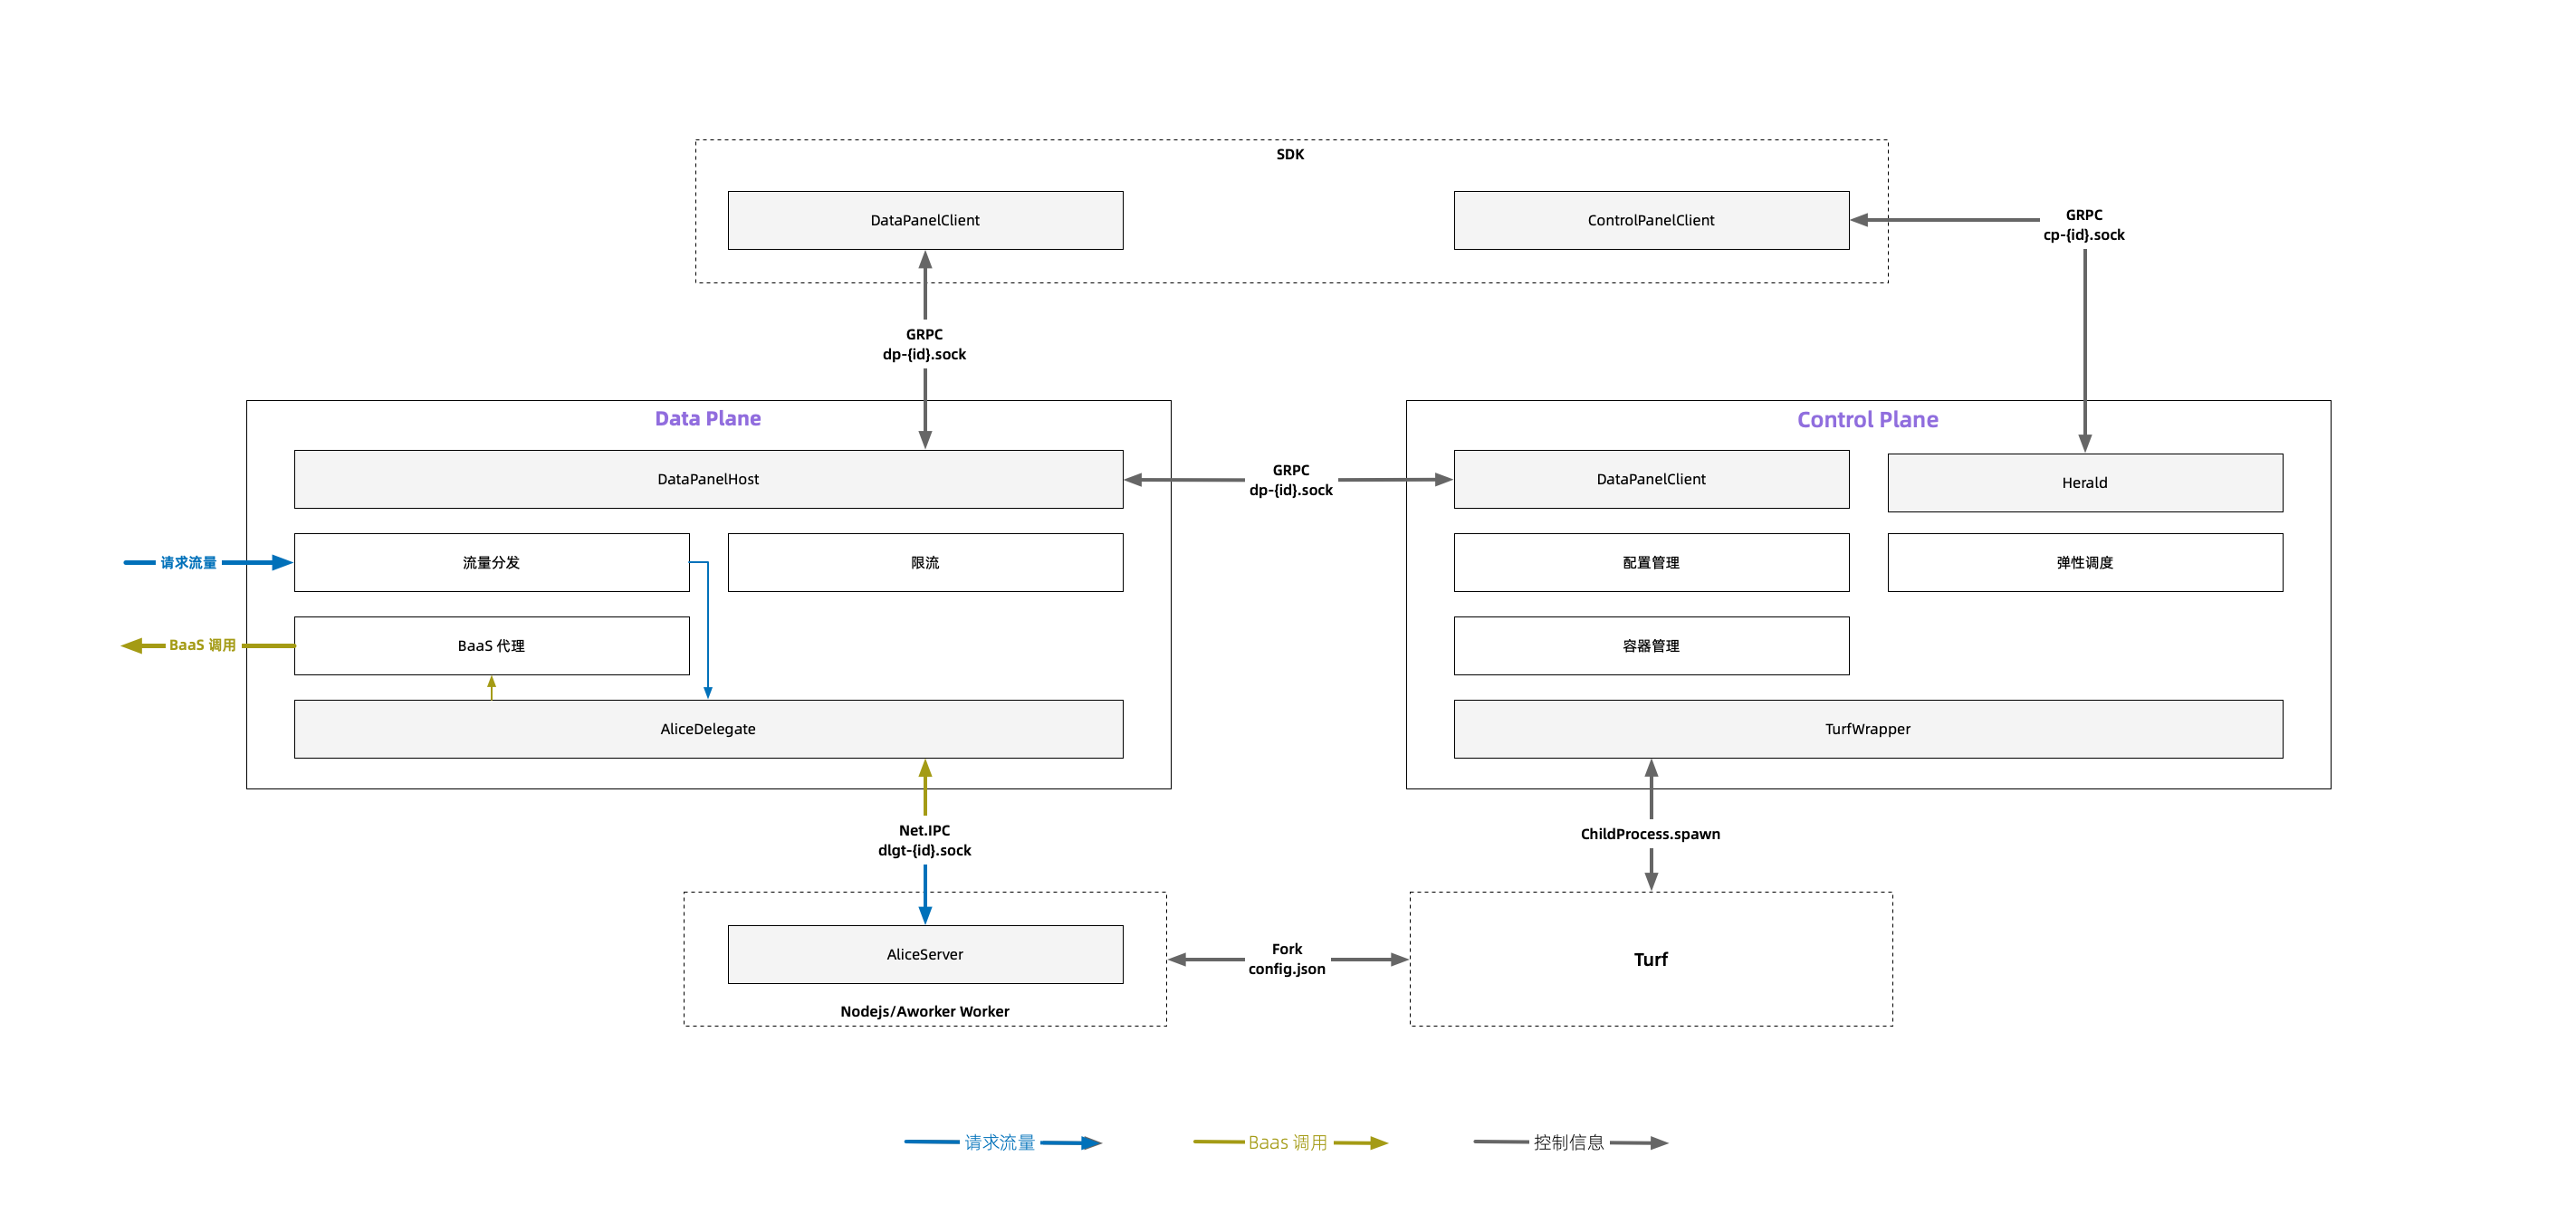 SDK
DataPanelClient
ControlPanelClient
GRPC
cp-{id}.sock
GRPC
dp-{id}.sock
Data Plane
Control Plane
DataPanelHost
GRPC
dp-{id}.sock
DataPanelClient
Herald
请求流量
流量分发
限流
配置管理
弹性调度
BaaS 调用
BaaS 代理
容器管理
AliceDelegate
TurfWrapper
Net.IPC
dlgt-{id}.sock
ChildProcess.spawn
AliceServer
Nodejs/Aworker Worker
Fork
config.json
Turf
请求流量
Baas 调用
控制信息